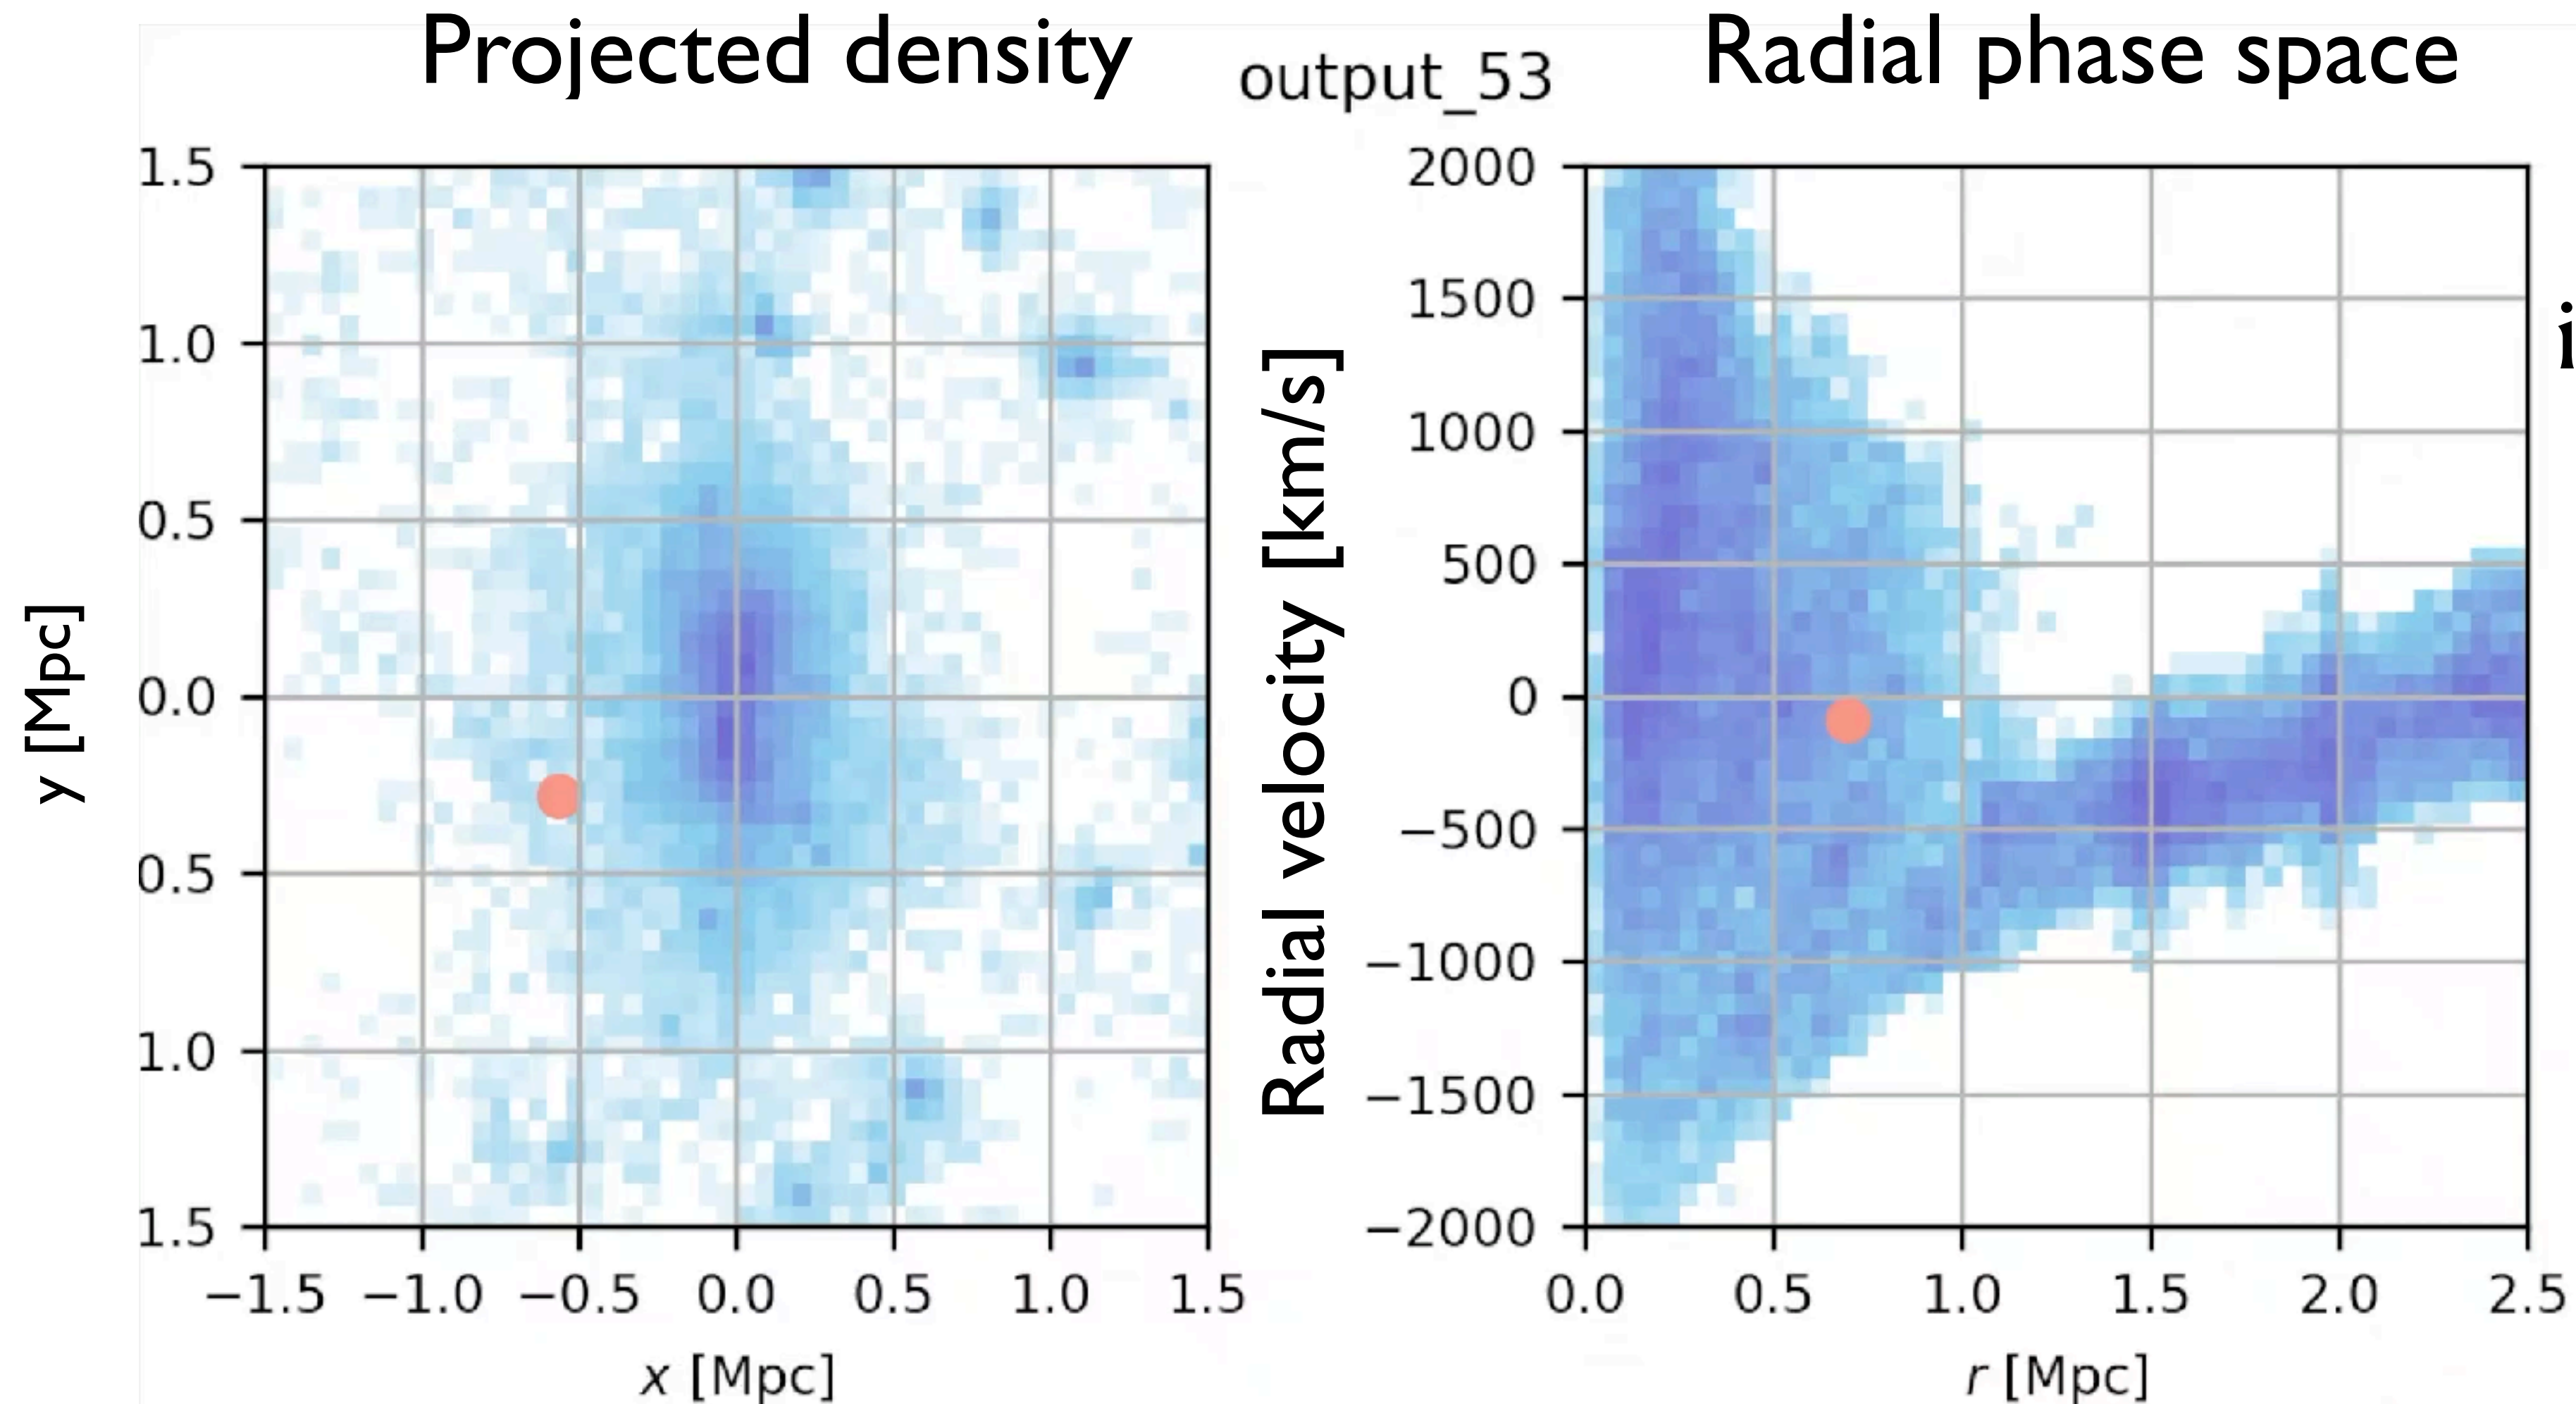 Projected density
output_53
Radial phase space
y [Mpc]
1.5
1.0
0.5
0.0
0.5
1.0
1.5
−1.5 −1.0 −0.5 0.0 0.5 1.0 1.5
x [Mpc]
Radial velocity [km/s]
2000
1500
1000
500
0
−500
−1000
−1500
−2000
0.0 0.5 1.0 1.5 2.0 2.5
r [Mpc]
i